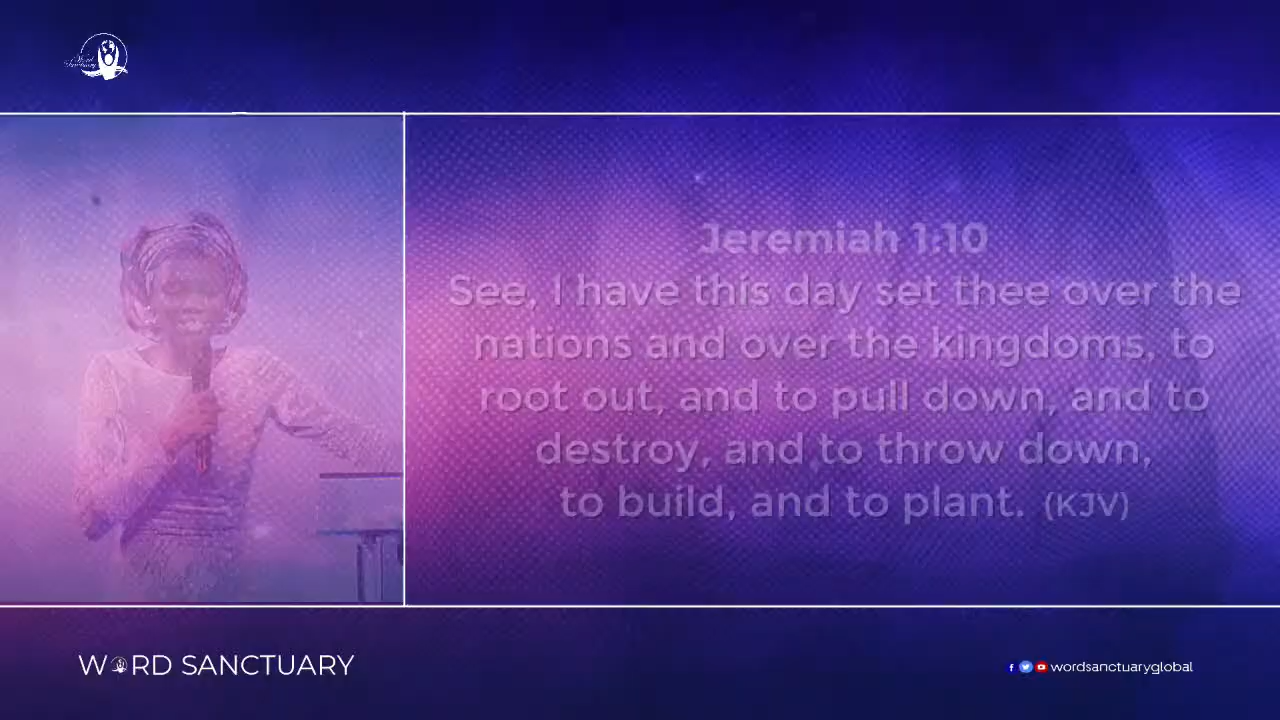 Word
Sanctuary
Jeremiah 1:10
See, I have this day set thee over the
nations and over the kingdoms, to
root out, and to pull down, and to
destroy, and to throw down,
to build, and to plant. (KJV)
WORD SANCTUARY
wordsanctuaryglobal